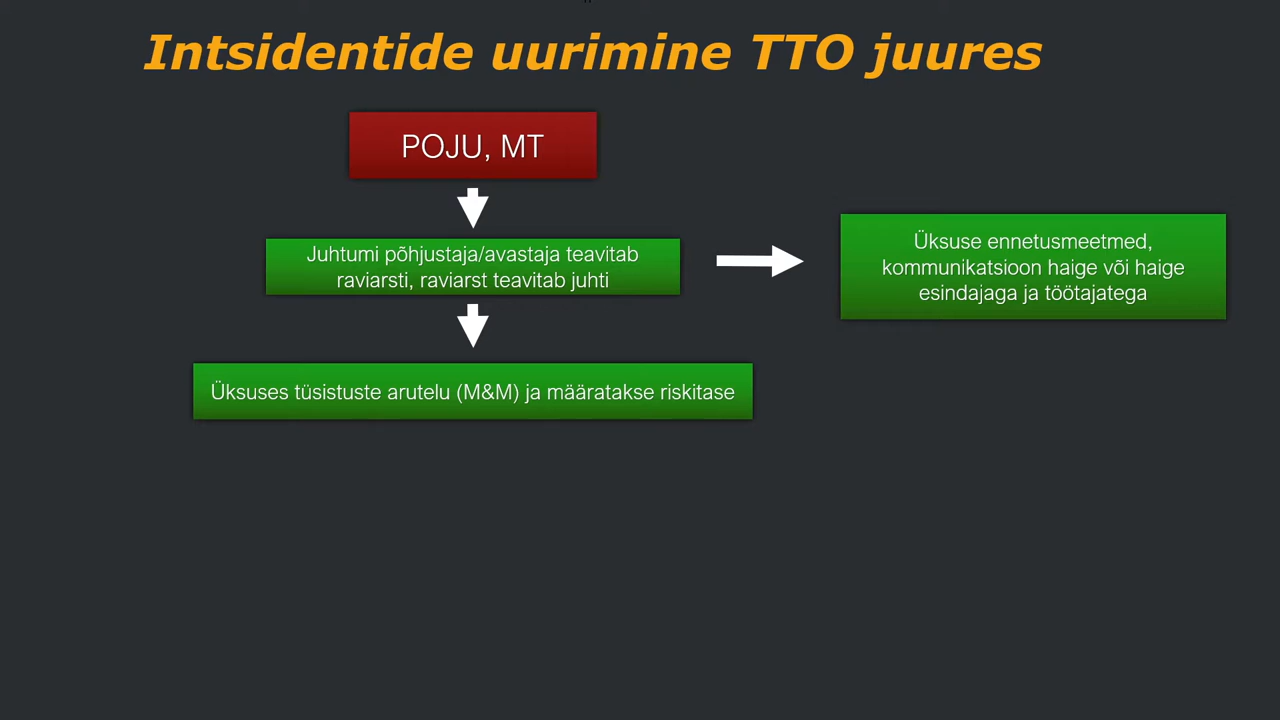 Intsidentide uurimine TTO juures
POJU, MT
Juhtumi põhjustaja/avastaja teavitab
raviarsti, raviarst teavitab juhti
Üksuse ennetusmeetmed,
kommunikatsioon haige või haige
esindajaga ja töötajatega
Üksuses tüsistuste arutelu (M&M) ja määratakse riskitase